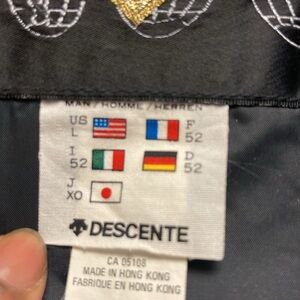 MAN / HOMME / HERREN
US F
L 52
I D
52 52
J
XO
DESCENTE
CA 05108
MADE IN HONG KONG
FABRIQUE EN HONG KONG